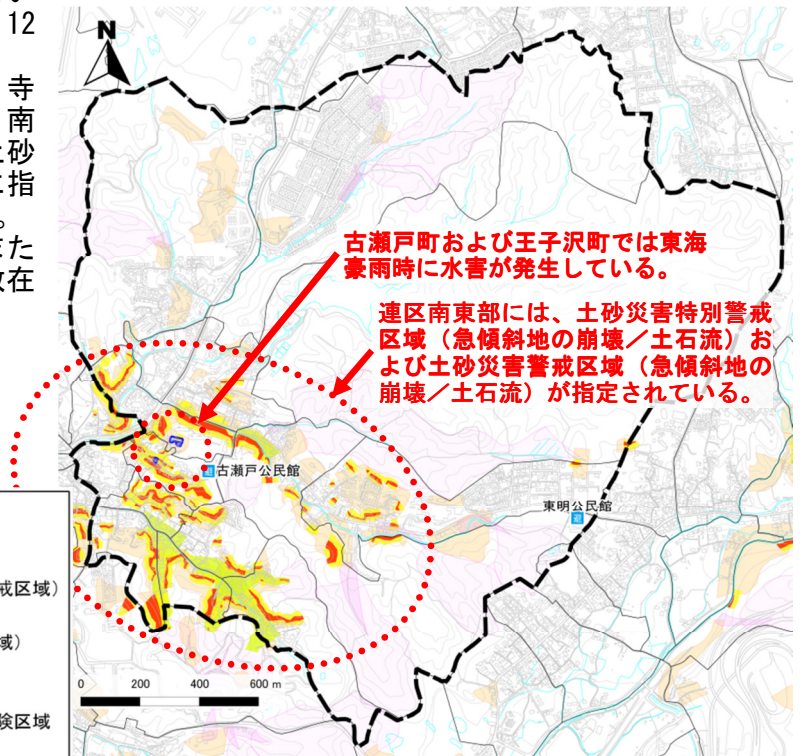 12
寺
南
土砂
に指
。
また
散在
N
古瀬戸町および王子沢町では東海
豪雨時に水害が発生している。
連区南東部には、土砂災害特別警戒
区域（急傾斜地の崩壊／土石流）お
よび土砂災害警戒区域（急傾斜地の
崩壊／土石流）が指定されている。
古瀬戸公民館
東明公民館
戒区域）
域）
険区域
0 200 400 600 m